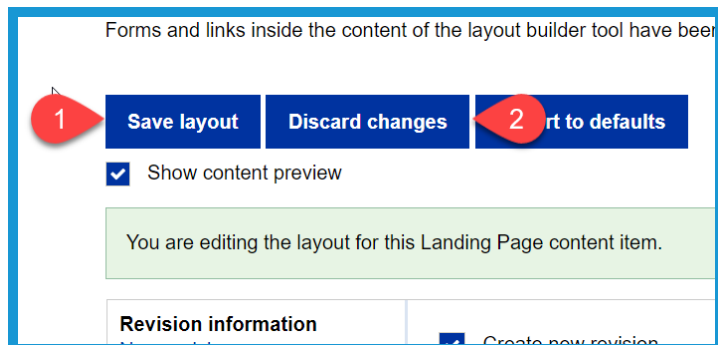 Forms and links inside the content of the layout builder tool have been
1 Save layout Discard changes 2 rt to defaults
Show content preview
You are editing the layout for this Landing Page content item.
Revision information
Create new revision